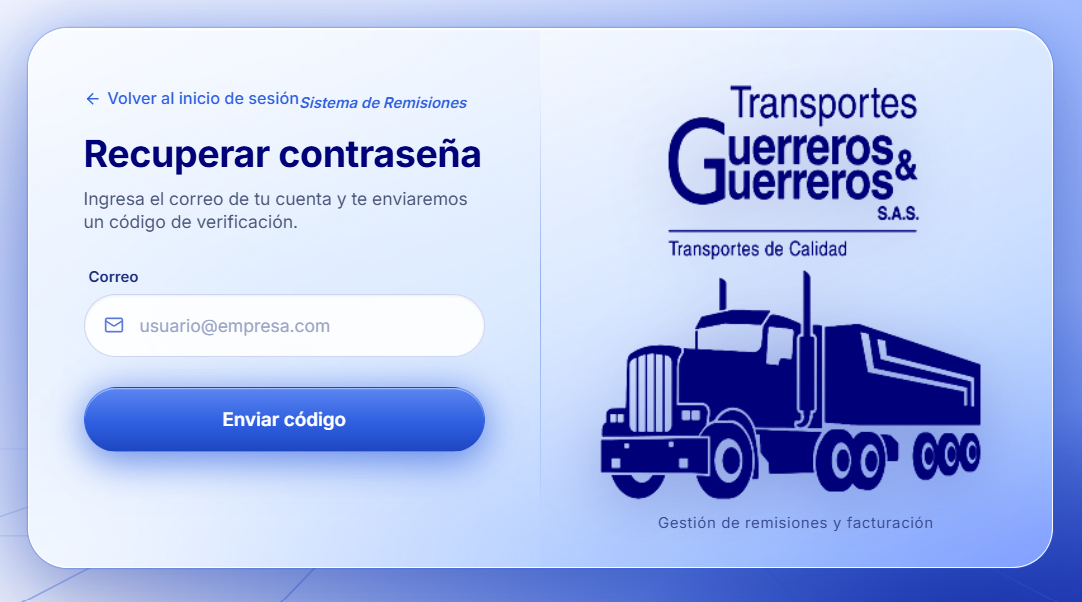 Volver al inicio de sesión Sistema de Remisiones
Recuperar contraseña
Ingresa el correo de tu cuenta y te enviaremos
un código de verificación.
Correo
usuario@empresa.com
Enviar código
Transportes
Guerreros &
Guerreros
S.A.S.
Transportes de Calidad
Gestión de remisiones y facturación